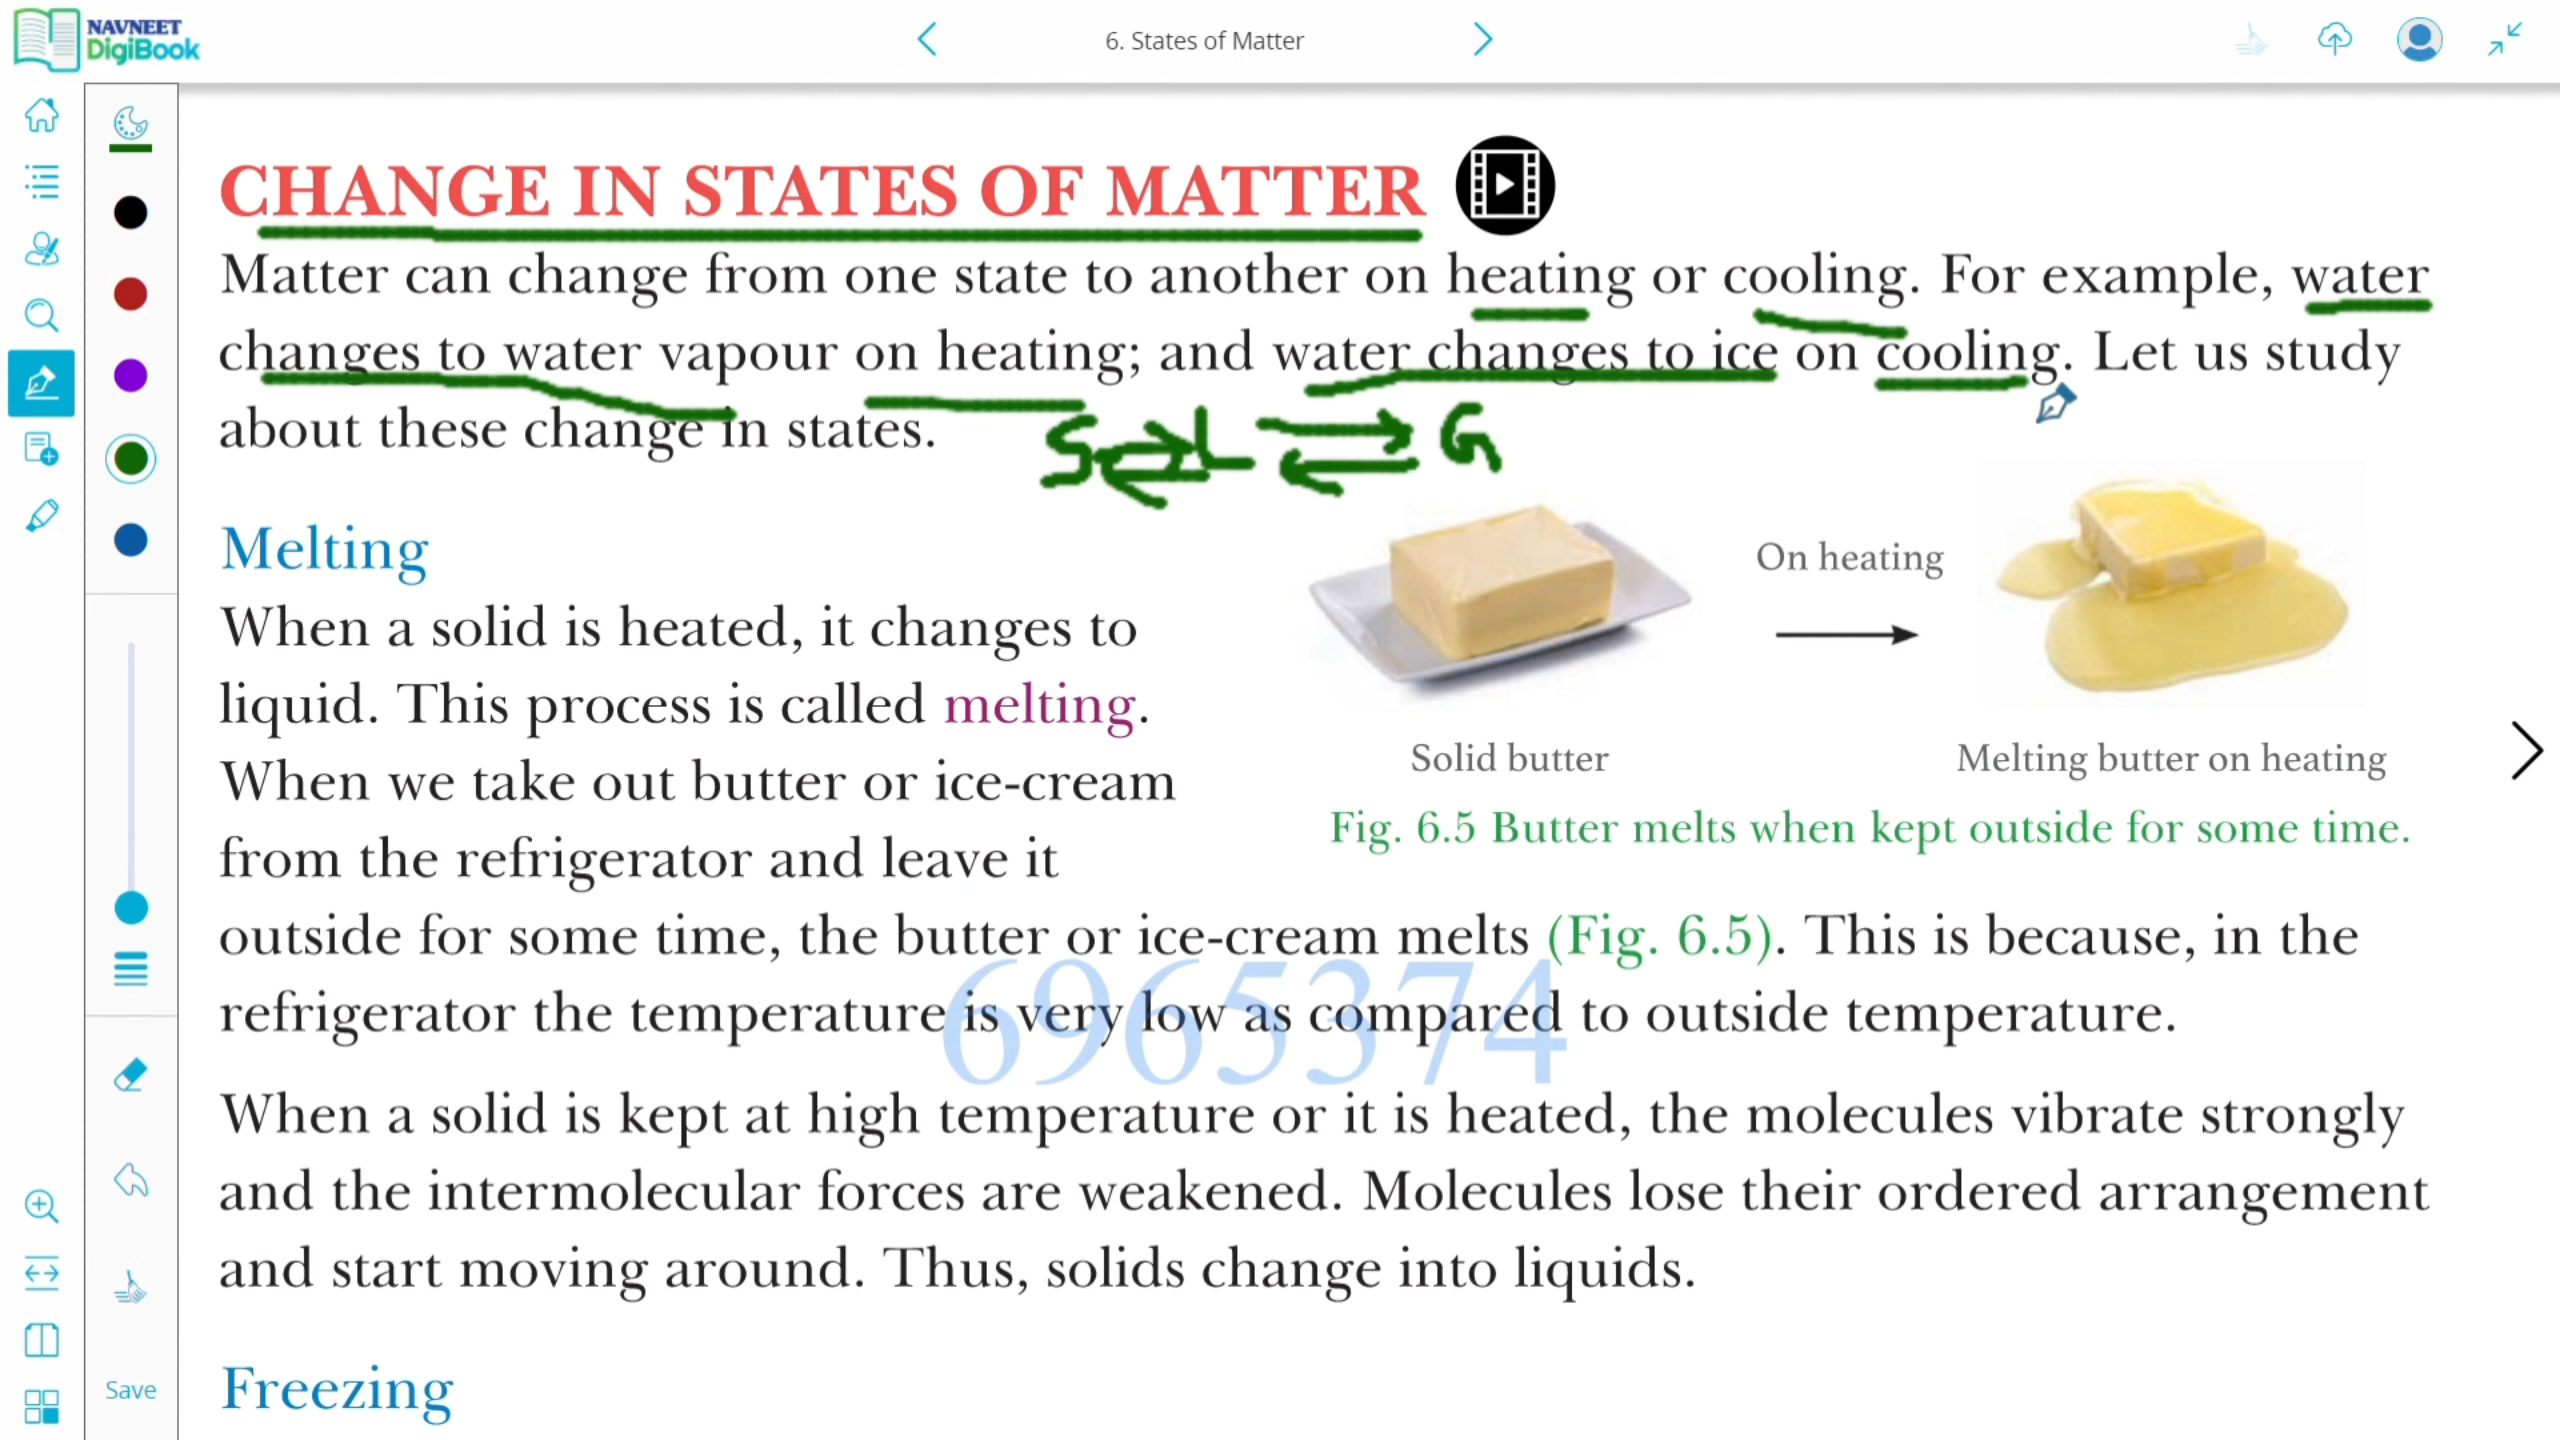 NAVNEET
DigiBook
6. States of Matter
CHANGE IN STATES OF MATTER
Matter can change from one state to another on heating or cooling. For example, water
changes to water vapour on heating; and water changes to ice on cooling. Let us study
about these change in states.
S ⇄ L ⇄ G
Melting
When a solid is heated, it changes to
liquid. This process is called melting.
When we take out butter or ice-cream
from the refrigerator and leave it
outside for some time, the butter or ice-cream melts (Fig. 6.5). This is because, in the
refrigerator the temperature is very low as compared to outside temperature.
On heating
Solid butter
Melting butter on heating
Fig. 6.5 Butter melts when kept outside for some time.
6965374
When a solid is kept at high temperature or it is heated, the molecules vibrate strongly
and the intermolecular forces are weakened. Molecules lose their ordered arrangement
and start moving around. Thus, solids change into liquids.
Freezing
Save